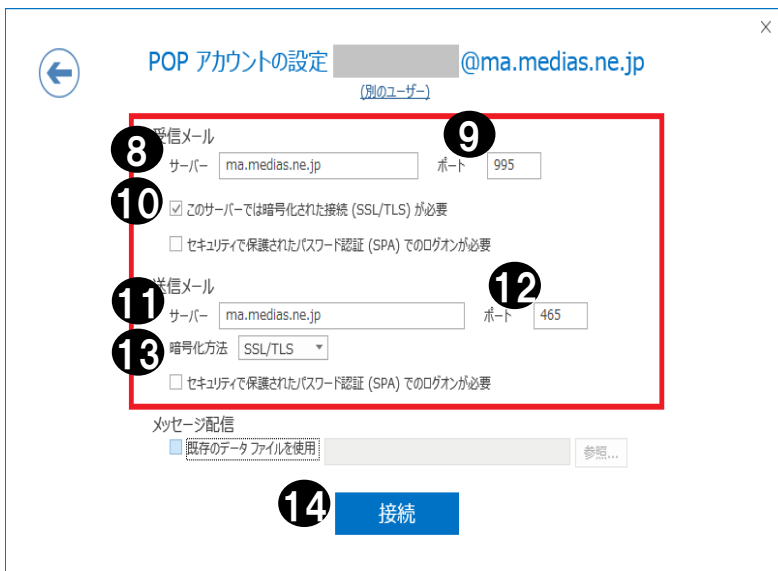 ×
POP アカウントの設定 @ma.medias.ne.jp
(別のユーザー)
受信メール
8 サーバー ma.medias.ne.jp 9 ポート 995
10 このサーバーでは暗号化された接続 (SSL/TLS) が必要
セキュリティで保護されたパスワード認証 (SPA) でのログオンが必要
送信メール
11 サーバー ma.medias.ne.jp 12 ポート 465
13 暗号化方法 SSL/TLS
セキュリティで保護されたパスワード認証 (SPA) でのログオンが必要
メッセージ配信
既存のデータ ファイルを使用 参照...
14 接続